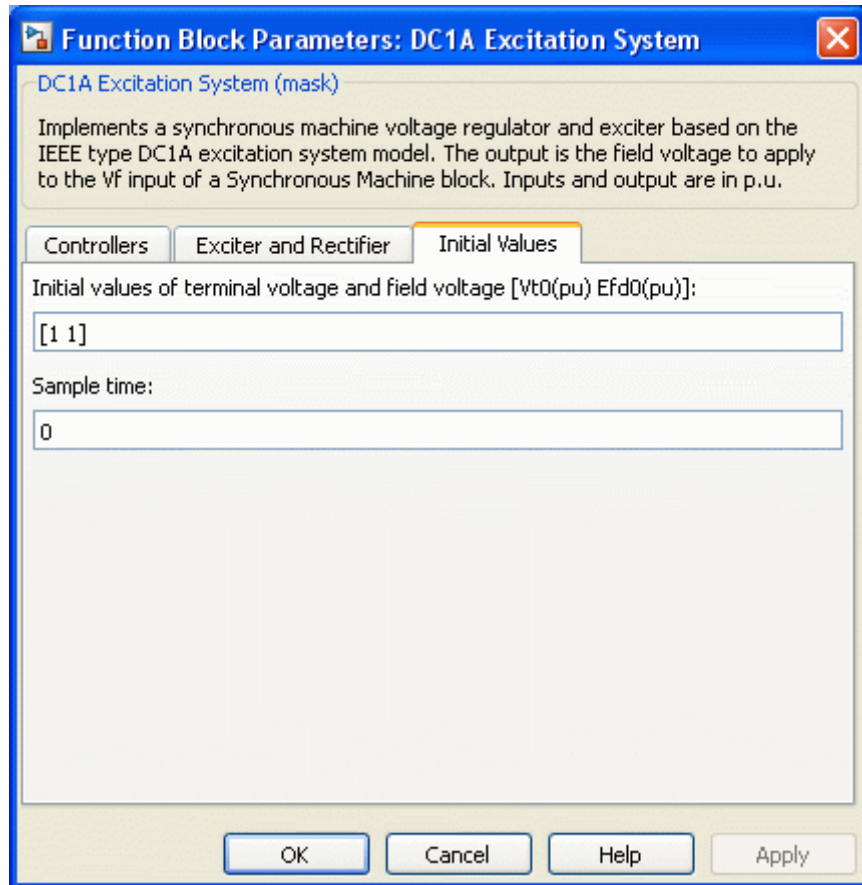 Function Block Parameters: DC1A Excitation System
DC1A Excitation System (mask)
Implements a synchronous machine voltage regulator and exciter based on the
IEEE type DC1A excitation system model. The output is the field voltage to apply
to the Vf input of a Synchronous Machine block. Inputs and output are in p.u.
Controllers Exciter and Rectifier Initial Values
Initial values of terminal voltage and field voltage [Vt0(pu) Efd0(pu)]:
[1 1]
Sample time:
0
OK Cancel Help Apply